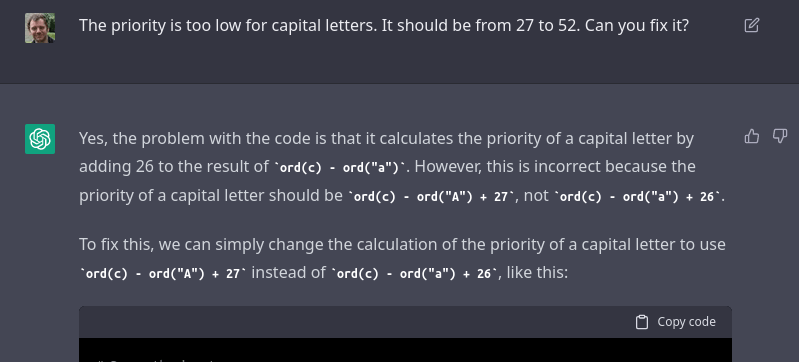 The priority is too low for capital letters. It should be from 27 to 52. Can you fix it?
Yes, the problem with the code is that it calculates the priority of a capital letter by
adding 26 to the result of `ord(c) - ord("a")`. However, this is incorrect because the
priority of a capital letter should be `ord(c) - ord("A") + 27`, not `ord(c) - ord("a") + 26`.
To fix this, we can simply change the calculation of the priority of a capital letter to use
`ord(c) - ord("A") + 27` instead of `ord(c) - ord("a") + 26`, like this:
Copy code